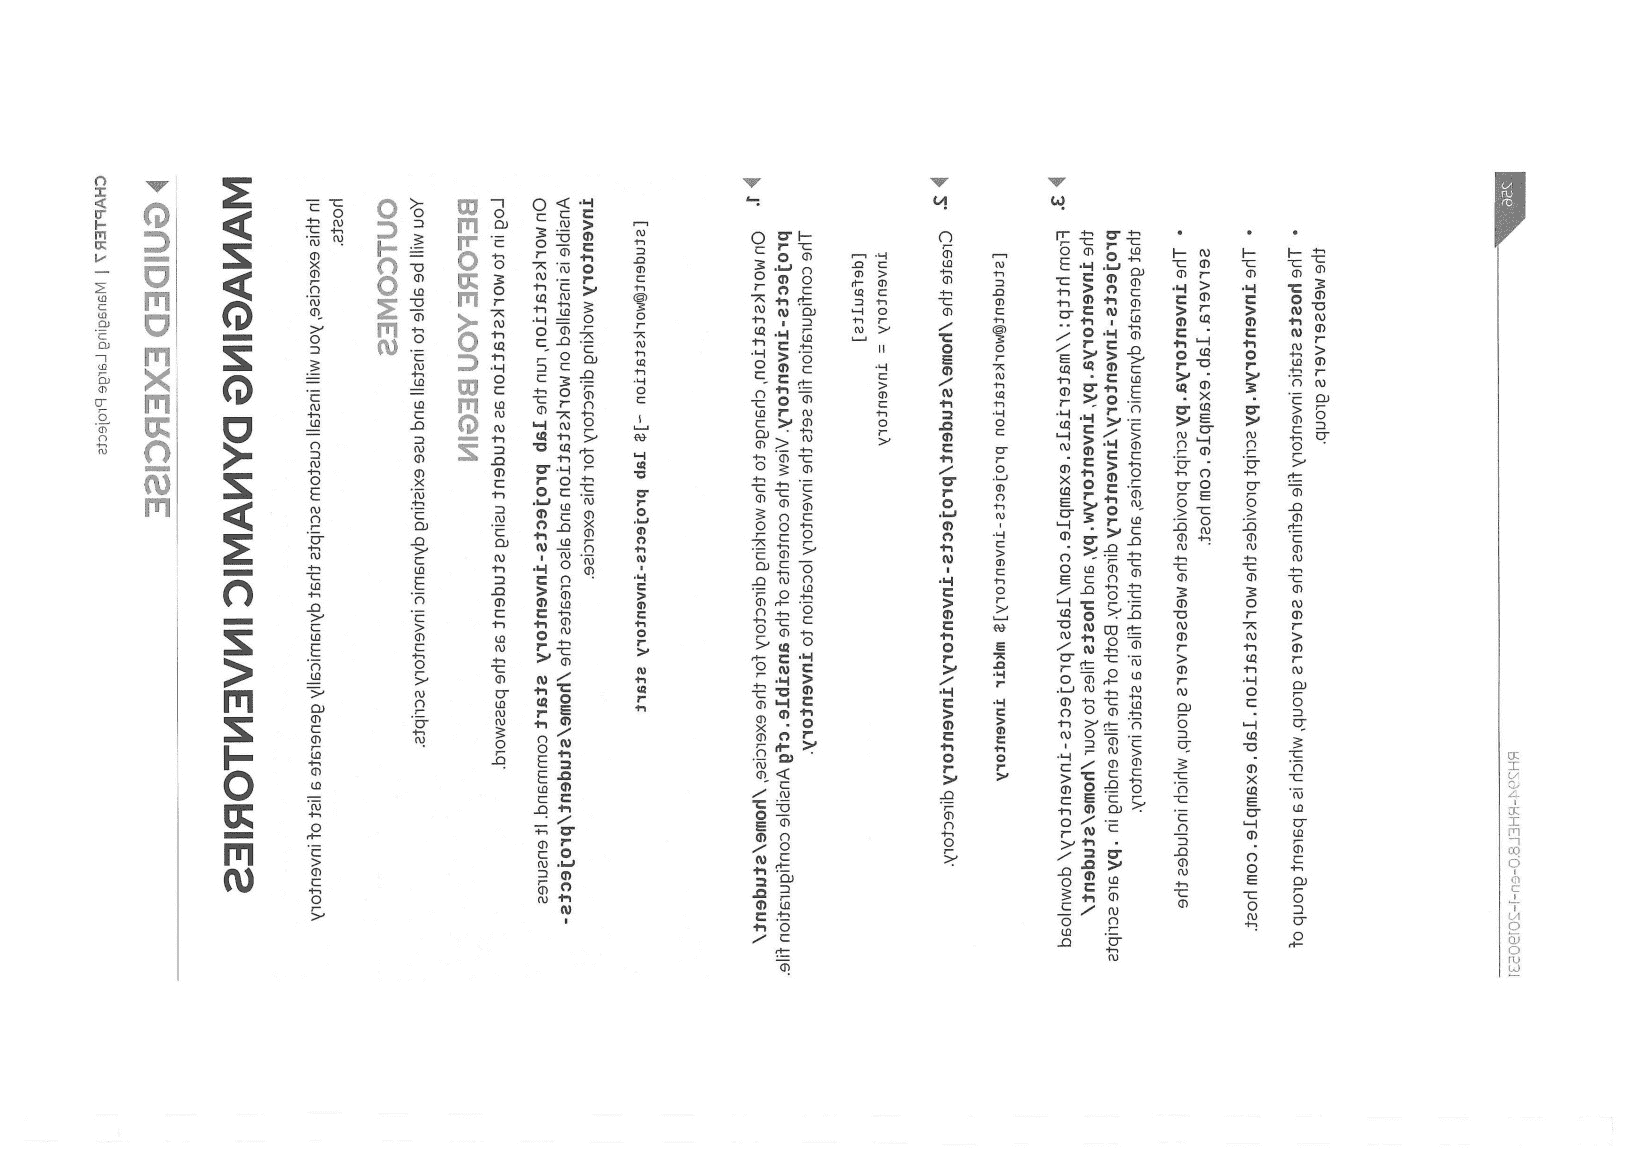 CHAPTER 7 | Managing Large Projects
GUIDED EXERCISE
MANAGING DYNAMIC INVENTORIES
In this exercise, you will install custom scripts that dynamically generate a list of inventory
hosts.
OUTCOMES
You will be able to install and use existing dynamic inventory scripts.
BEFORE YOU BEGIN
Log in to workstation as student using student as the password.
On workstation, run the lab projects-inventory start command. It ensures
Ansible is installed on workstation and also creates the /home/student/projects-
inventory working directory for this exercise.
[student@workstation ~]$ lab projects-inventory start
1. On workstation, change to the working directory for the exercise, /home/student/
projects-inventory. View the contents of the ansible.cfg Ansible configuration file.
The configuration file sets the inventory location to inventory.
[defaults]
inventory = inventory
2. Create the /home/student/projects-inventory/inventory directory.
[student@workstation projects-inventory]$ mkdir inventory
3. From http://materials.example.com/labs/projects-inventory/ download
the inventorya.py, inventoryw.py, and hosts files to your /home/student/
projects-inventory/inventory directory. Both of the files ending in .py are scripts
that generate dynamic inventories, and the third file is a static inventory.
• The inventorya.py script provides the webservers group, which includes the
servera.lab.example.com host.
• The inventoryw.py script provides the workstation.lab.example.com host.
• The hosts static inventory file defines the servers group, which is a parent group of
the webservers group.
256
RH294-RHEL8.0-en-1-20190531